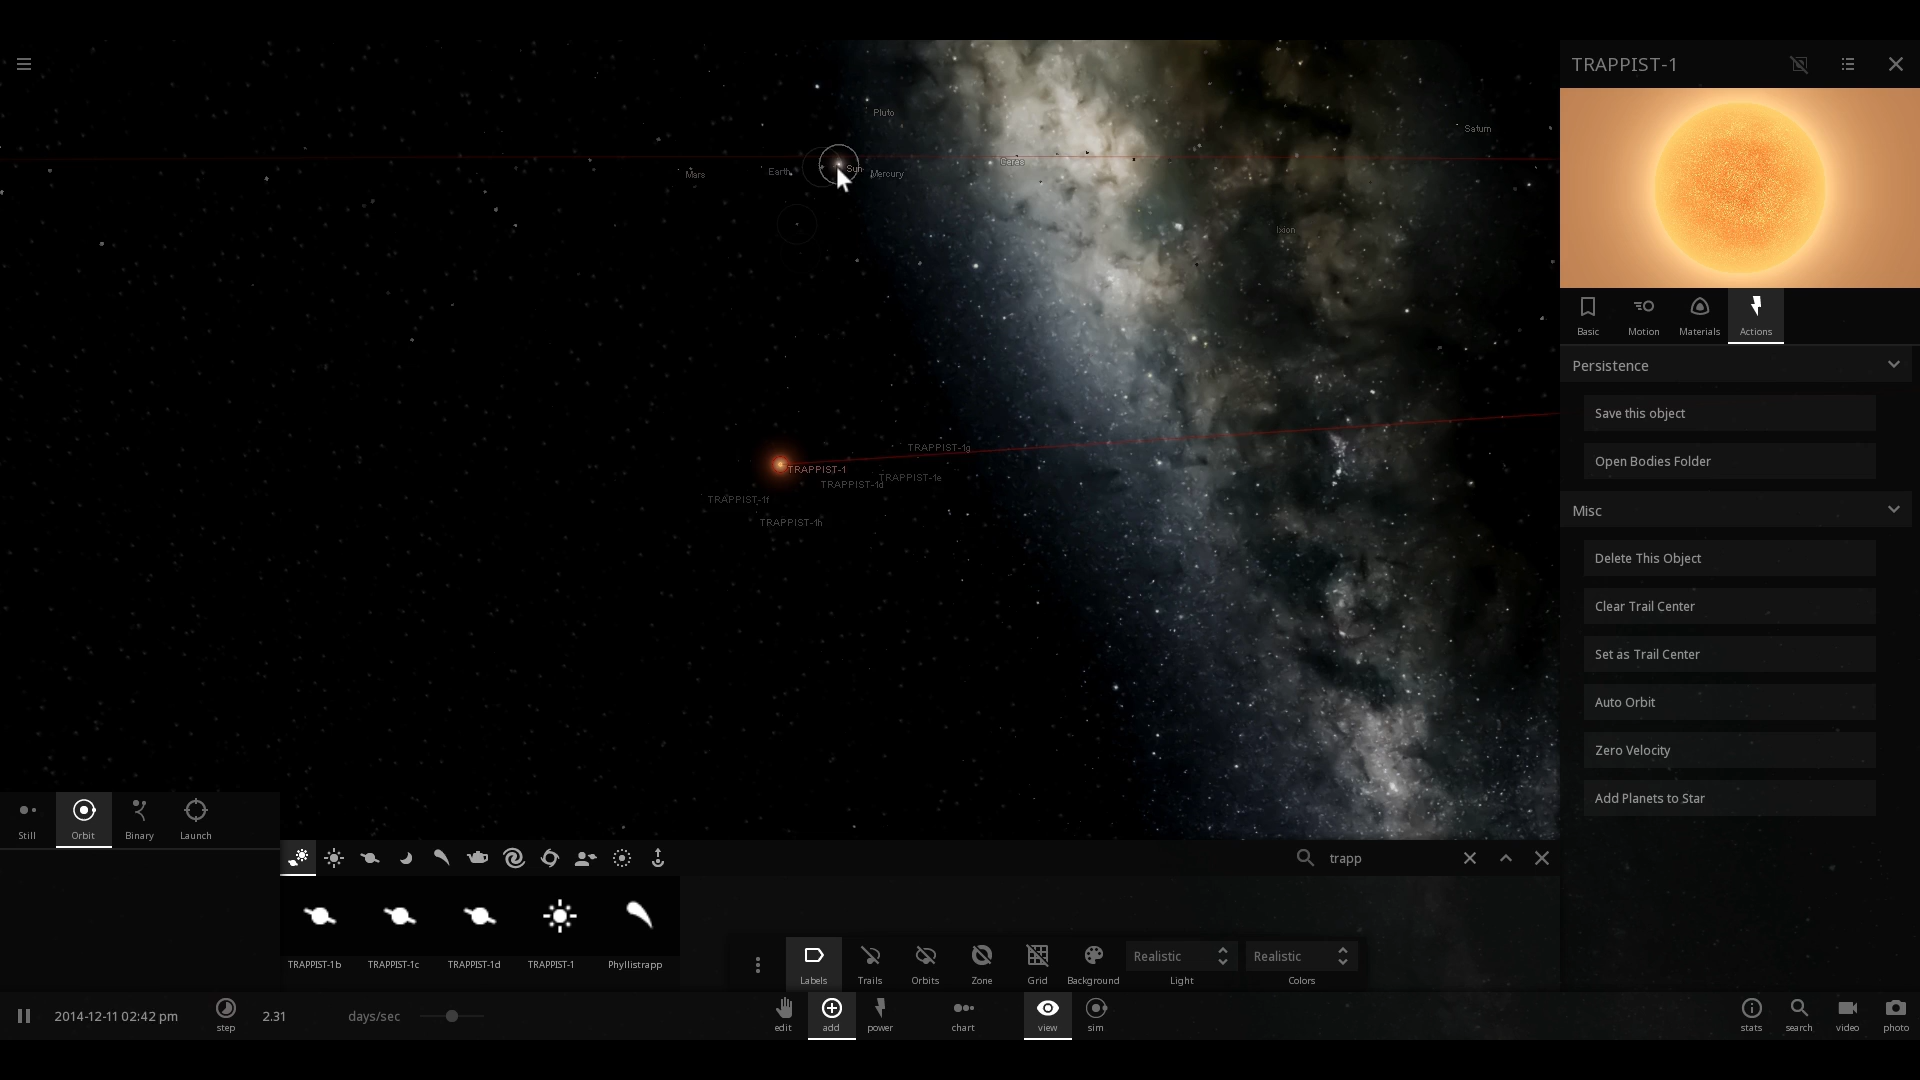 TRAPPIST-1
Pluto
Saturn
Ceres
Mars
Earth
Sun
Mercury
Ixion
Basic
Motion
Materials
Actions
Persistence
Save this object
Open Bodies Folder
Misc
Delete This Object
Clear Trail Center
Set as Trail Center
Auto Orbit
Zero Velocity
Add Planets to Star
TRAPPIST-1g
TRAPPIST-1
TRAPPIST-1e
TRAPPIST-1d
TRAPPIST-1f
TRAPPIST-1h
Still
Orbit
Binary
Launch
trapp
TRAPPIST-1b
TRAPPIST-1c
TRAPPIST-1d
TRAPPIST-1
Phyllistrapp
Labels
Trails
Orbits
Zone
Grid
Background
Realistic
Light
Realistic
Colors
2014-12-11 02:42 pm
step
2.31
days/sec
edit
add
power
chart
view
sim
stats
search
video
photo